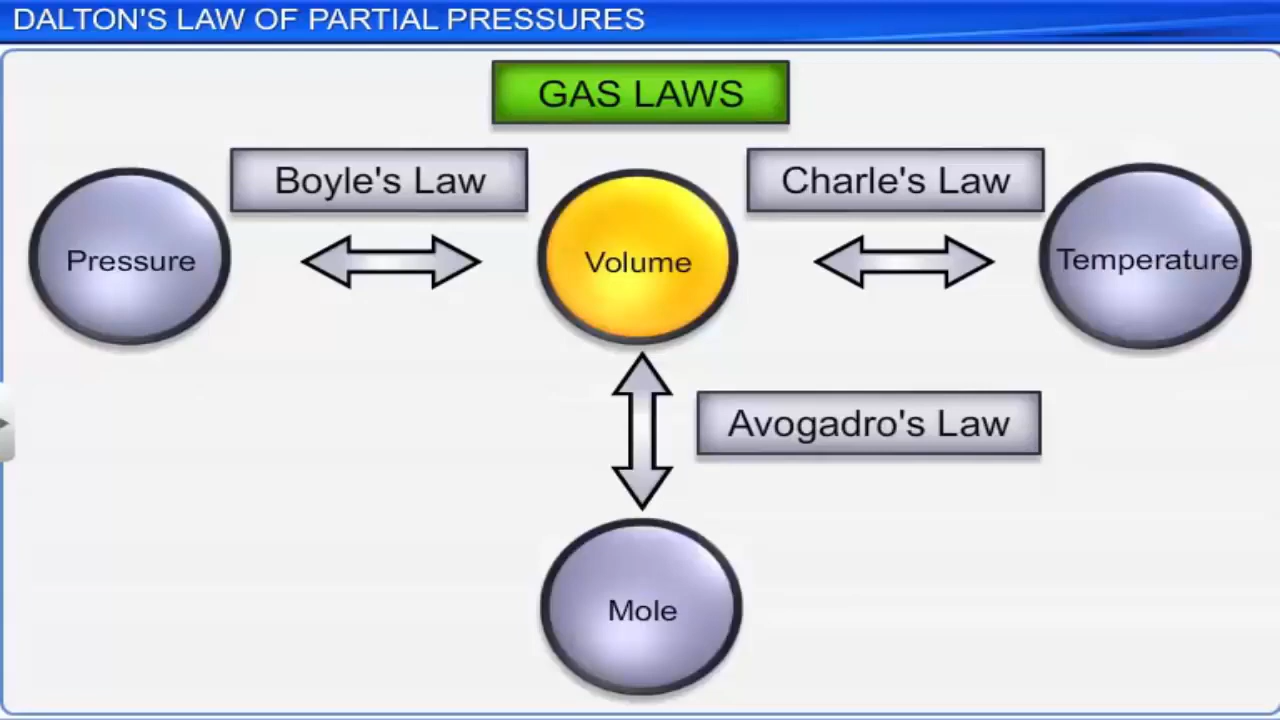 DALTON'S LAW OF PARTIAL PRESSURES
GAS LAWS
Boyle's Law
Charle's Law
Pressure
Volume
Temperature
Avogadro's Law
Mole